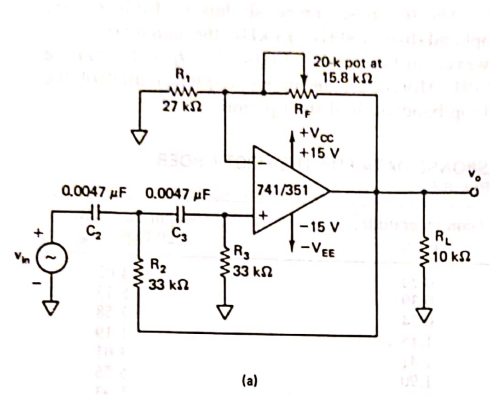 20-k pot at
15.8 kΩ
R1
27 kΩ
RF
+VCC
+15 V
0.0047 μF
0.0047 μF
−
741/351
+
vo
C2
C3
+
vin
~
−
−15 V
−VEE
R2
33 kΩ
R3
33 kΩ
RL
10 kΩ
(a)